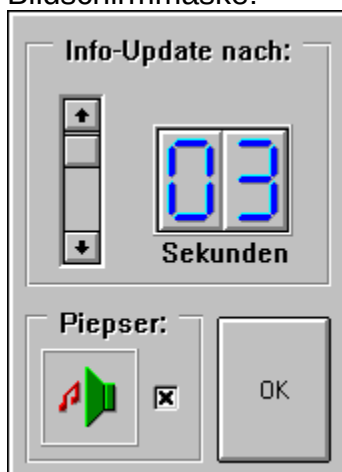 Bildschirmmaske:
Info-Update nach:
03
Sekunden
Piepser:
OK